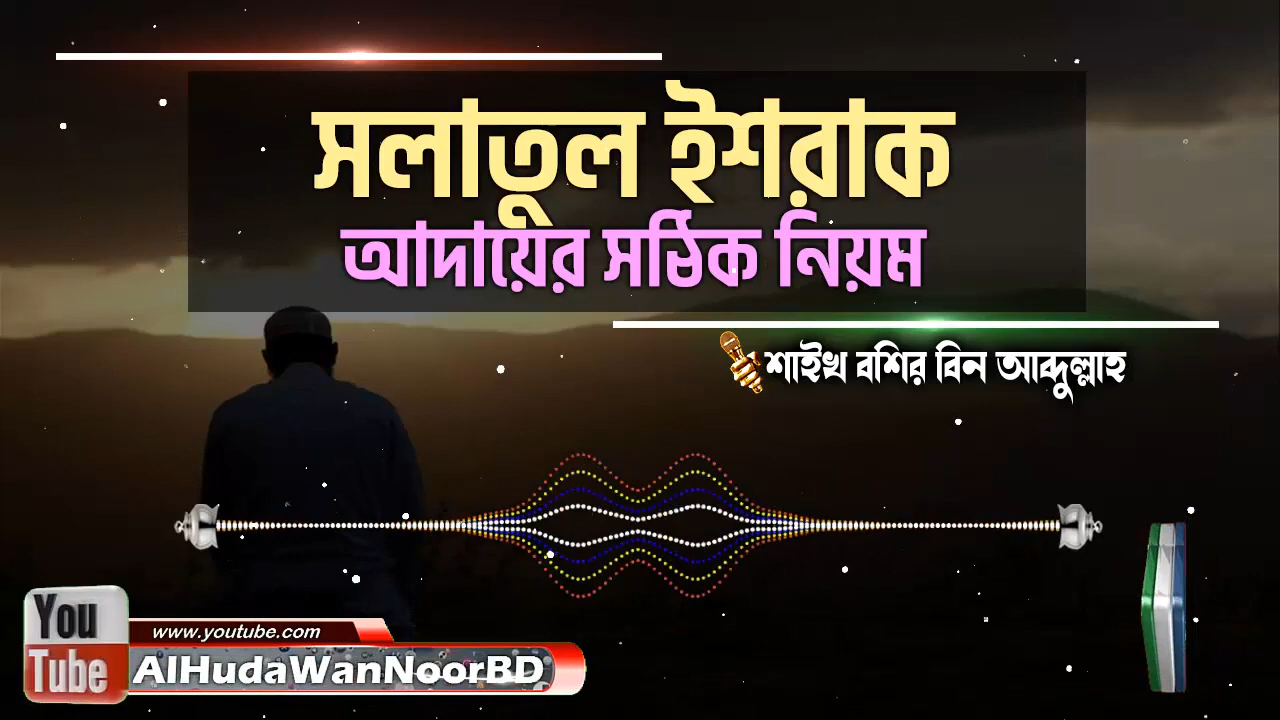 সলাতুল ইশরাক
আদায়ের সঠিক নিয়ম
শাইখ বশির বিন আব্দুল্লাহ
You
Tube
www.youtube.com
AlHudaWanNoorBD